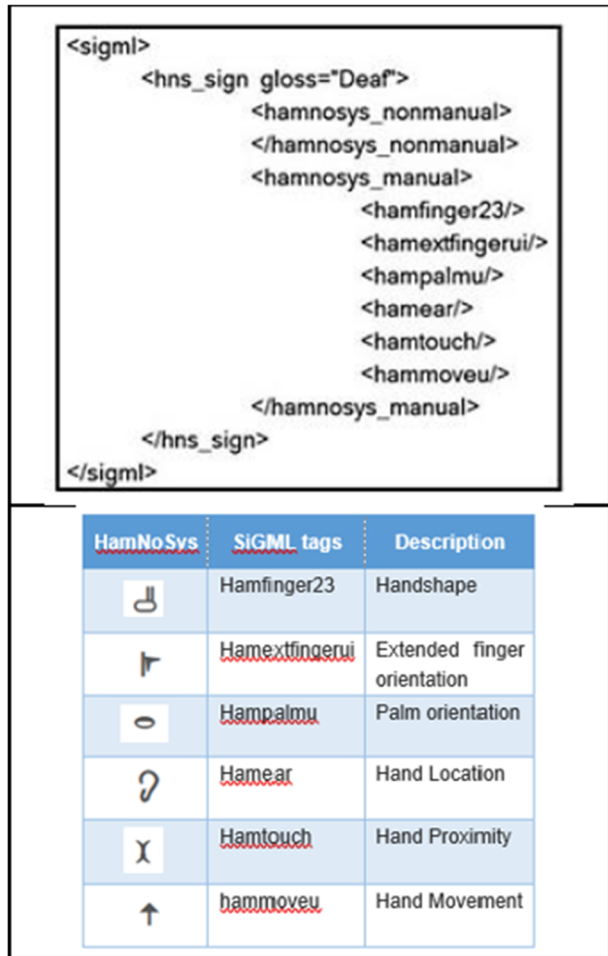 <sigml>
<hns_sign gloss="Deaf">
<hamnosys_nonmanual>
</hamnosys_nonmanual>
<hamnosys_manual>
<hamfinger23/>
<hamextfingerui/>
<hampalmu/>
<hamear/>
<hamtouch/>
<hammoveu/>
</hamnosys_manual>
</hns_sign>
</sigml>
HamNoSys SiGML tags Description
Hamfinger23 Handshape
Hamextfingerui Extended finger
orientation
Hampalmu Palm orientation
Hamear Hand Location
Hamtouch Hand Proximity
hammoveu Hand Movement